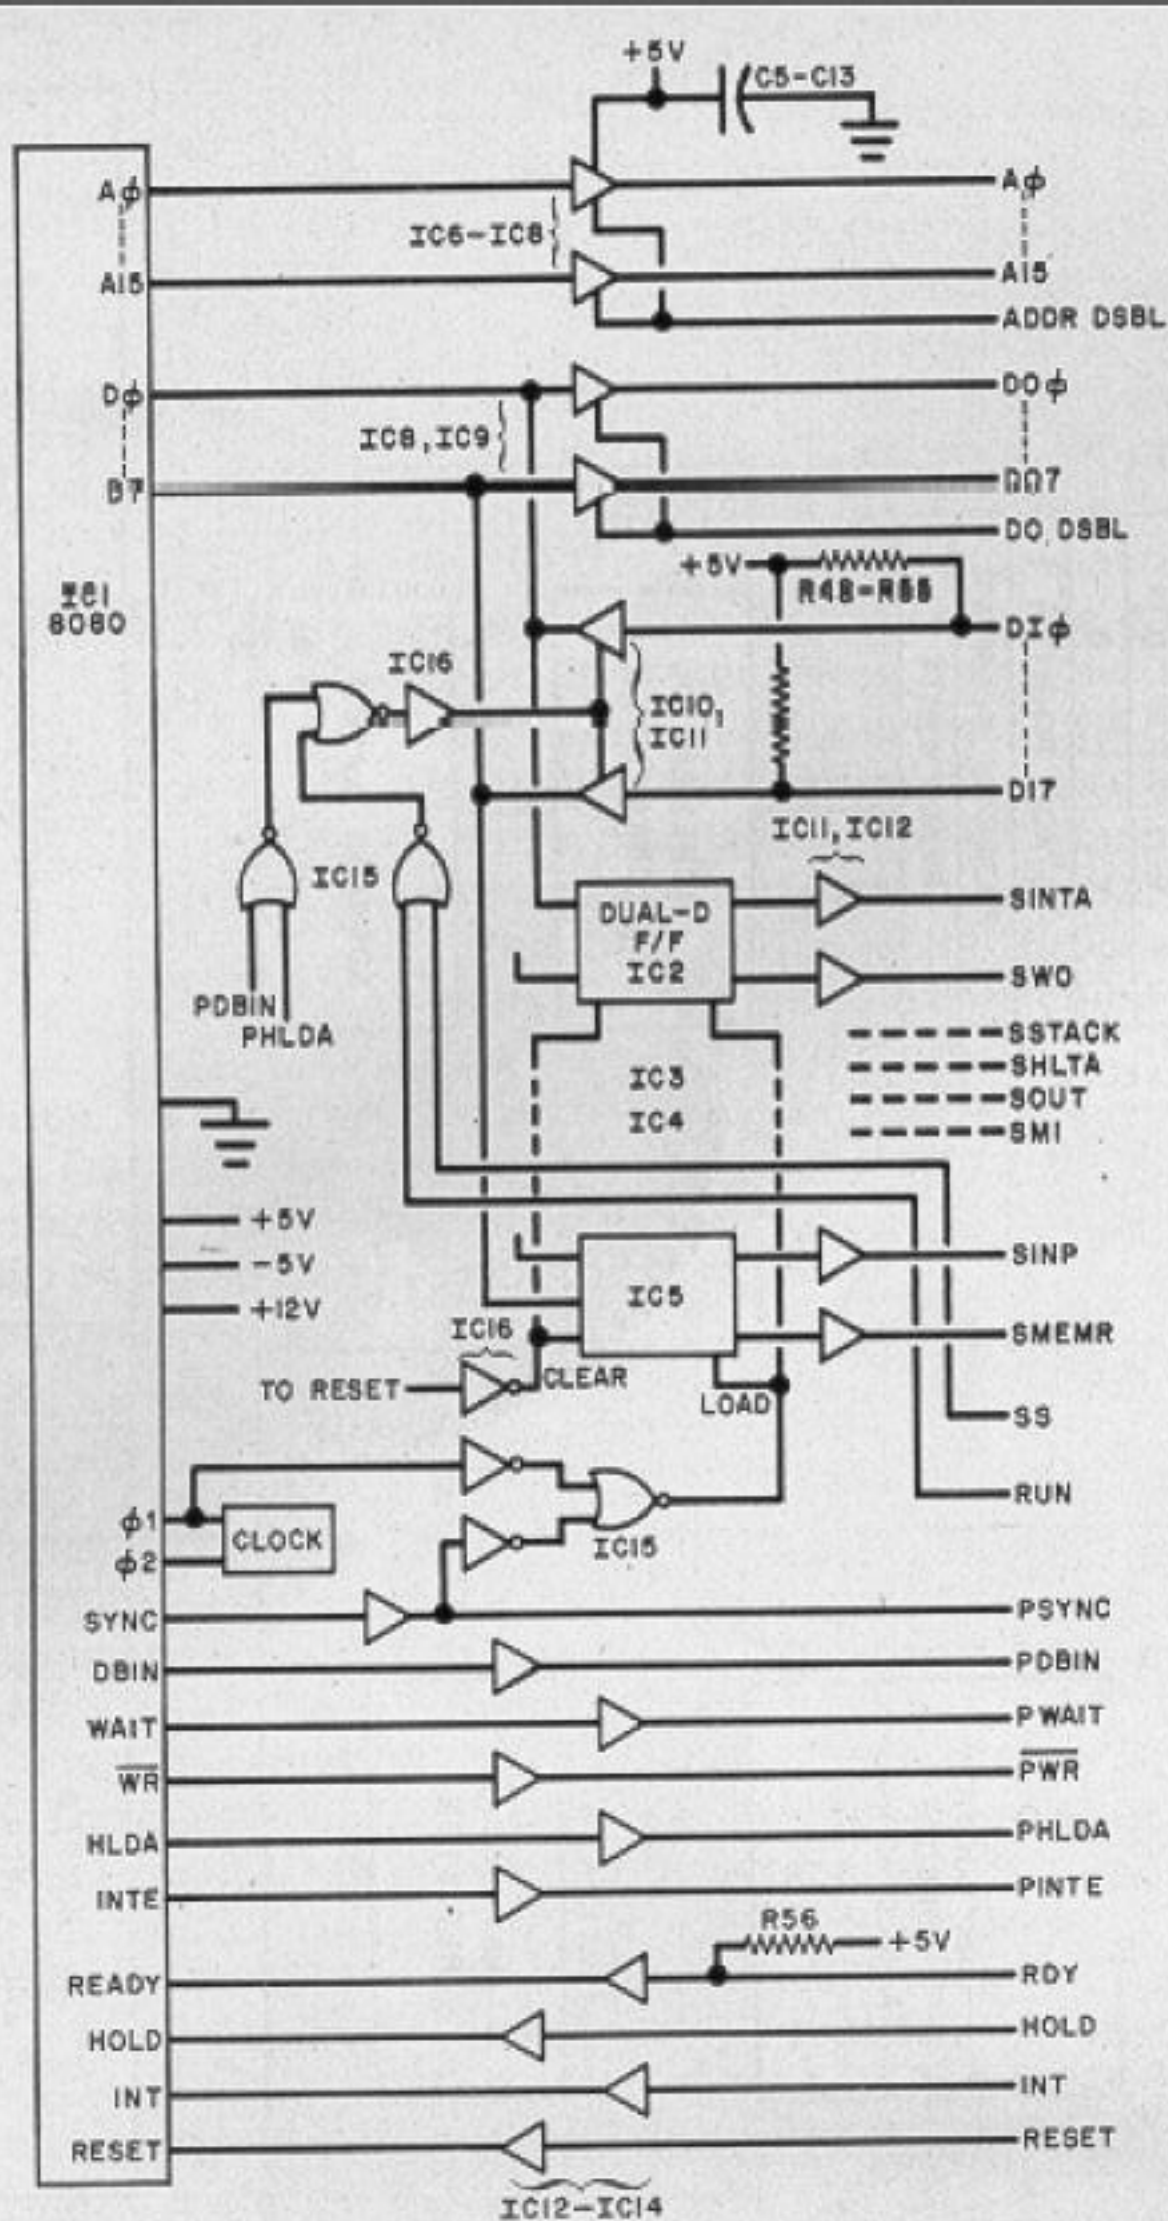 +5V
C5-C13
Aϕ
Aϕ
IC6-IC8
A15
A15
ADDR DSBL
Dϕ
DOϕ
IC8,IC9
DO DSBL
+5V
R48-R55
IC1
8080
DIϕ
IC16
IC10,
IC11
DI7
IC11,IC12
IC15
DUAL-D
F/F
IC2
SINTA
SWO
PDBIN
PHLDA
SSTACK
IC3
SHLTA
SOUT
IC4
SMI
+5V
-5V
+12V
SINP
IC5
IC16
SMEMR
TO RESET
CLEAR
LOAD
SS
RUN
ϕ1
CLOCK
IC15
ϕ2
SYNC
PSYNC
DBIN
PDBIN
WAIT
PWAIT
W̅R̅
P̅W̅R̅
HLDA
PHLDA
INTE
PINTE
R56
+5V
READY
RDY
HOLD
HOLD
INT
INT
RESET
RESET
IC12-IC14